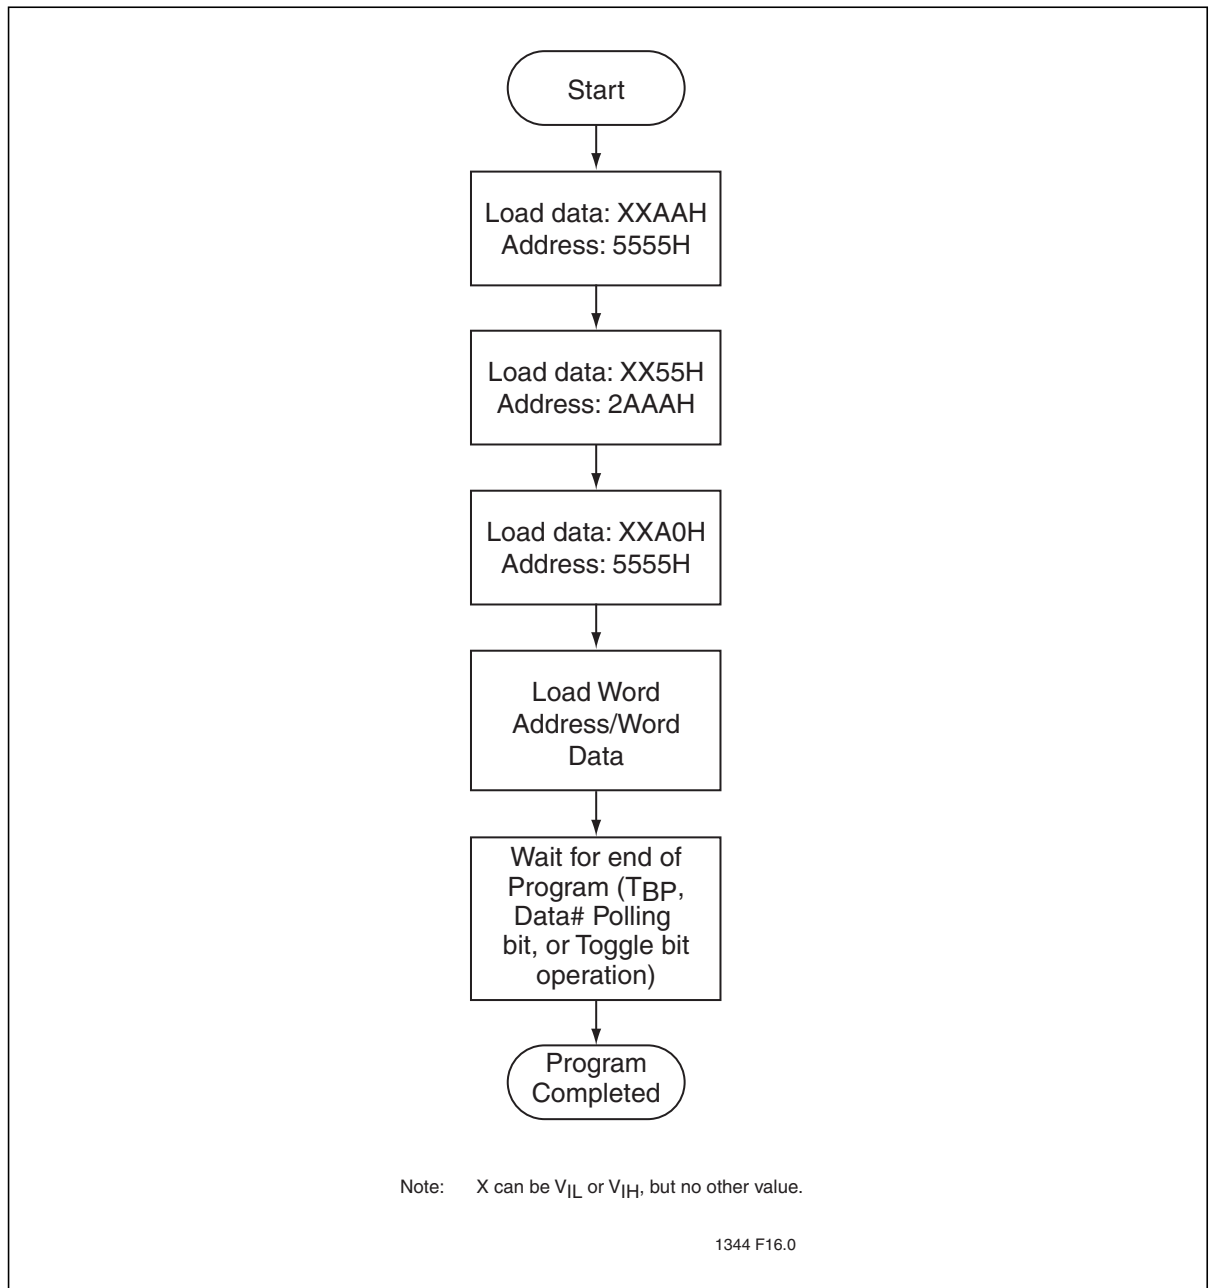 Start
Load data: XXAAH
Address: 5555H
Load data: XX55H
Address: 2AAAH
Load data: XXA0H
Address: 5555H
Load Word
Address/Word
Data
Wait for end of
Program (TBP,
Data# Polling
bit, or Toggle bit
operation)
Program
Completed
Note: X can be VIL or VIH, but no other value.
1344 F16.0